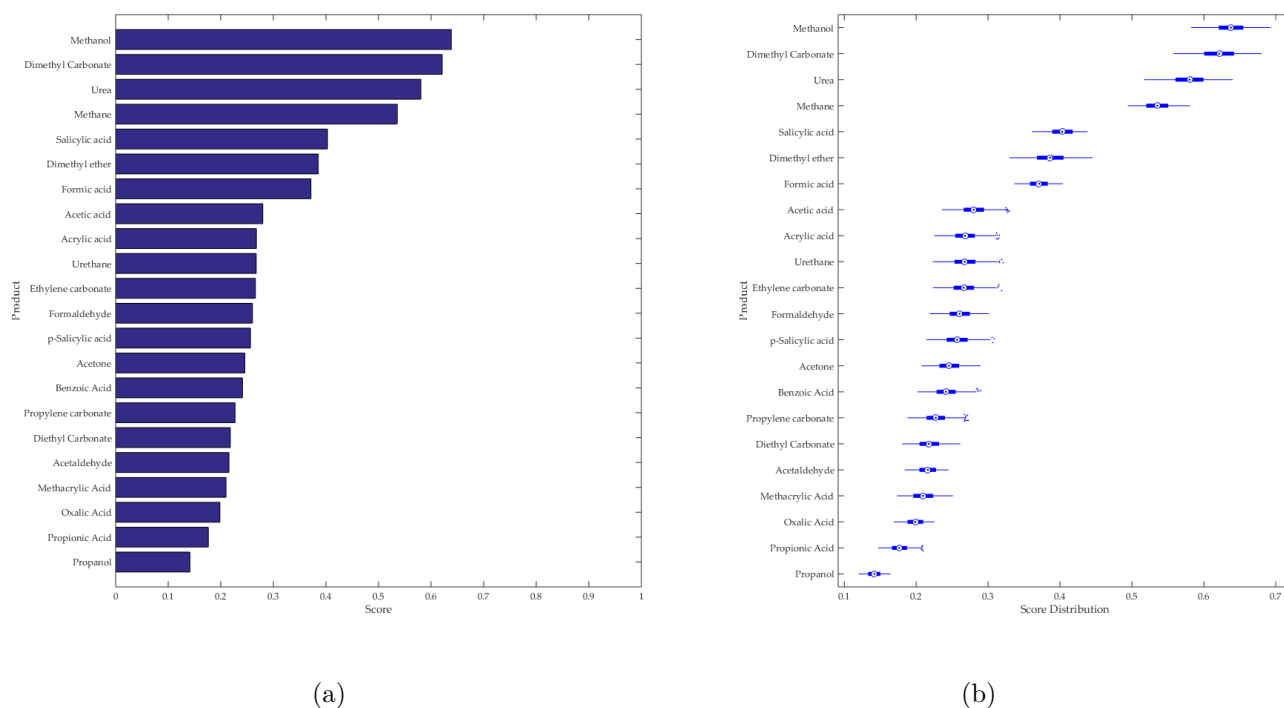 Methanol
Dimethyl Carbonate
Urea
Methane
Salicylic acid
Dimethyl ether
Formic acid
Acetic acid
Acrylic acid
Urethane
Ethylene carbonate
Formaldehyde
p-Salicylic acid
Acetone
Benzoic Acid
Propylene carbonate
Diethyl Carbonate
Acetaldehyde
Methacrylic Acid
Oxalic Acid
Propionic Acid
Propanol
Product
0 0.1 0.2 0.3 0.4 0.5 0.6 0.7 0.8 0.9 1
Score
(a)
Methanol
Dimethyl Carbonate
Urea
Methane
Salicylic acid
Dimethyl ether
Formic acid
Acetic acid
Acrylic acid
Urethane
Ethylene carbonate
Formaldehyde
p-Salicylic acid
Acetone
Benzoic Acid
Propylene carbonate
Diethyl Carbonate
Acetaldehyde
Methacrylic Acid
Oxalic Acid
Propionic Acid
Propanol
Product
0.1 0.2 0.3 0.4 0.5 0.6 0.7
Score Distribution
(b)